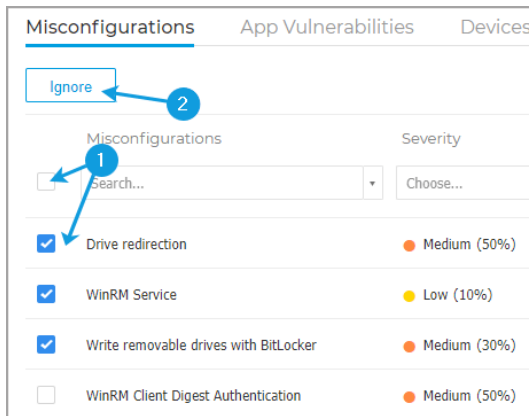 Misconfigurations App Vulnerabilities Devices
Ignore
2
Misconfigurations Severity
1
Search... Choose...
Drive redirection Medium (50%)
WinRM Service Low (10%)
Write removable drives with BitLocker Medium (30%)
WinRM Client Digest Authentication Medium (50%)